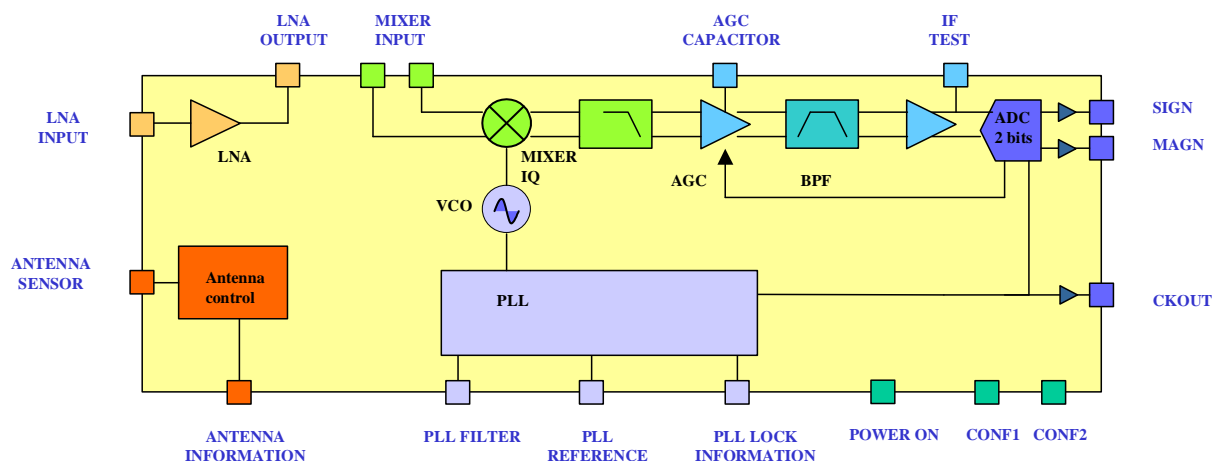 LNA
OUTPUT
MIXER
INPUT
AGC
CAPACITOR
IF
TEST
LNA
INPUT
LNA
MIXER
IQ
AGC
BPF
ADC
2 bits
SIGN
MAGN
VCO
ANTENNA
SENSOR
Antenna
control
PLL
CKOUT
ANTENNA
INFORMATION
PLL FILTER
PLL
REFERENCE
PLL LOCK
INFORMATION
POWER ON
CONF1
CONF2